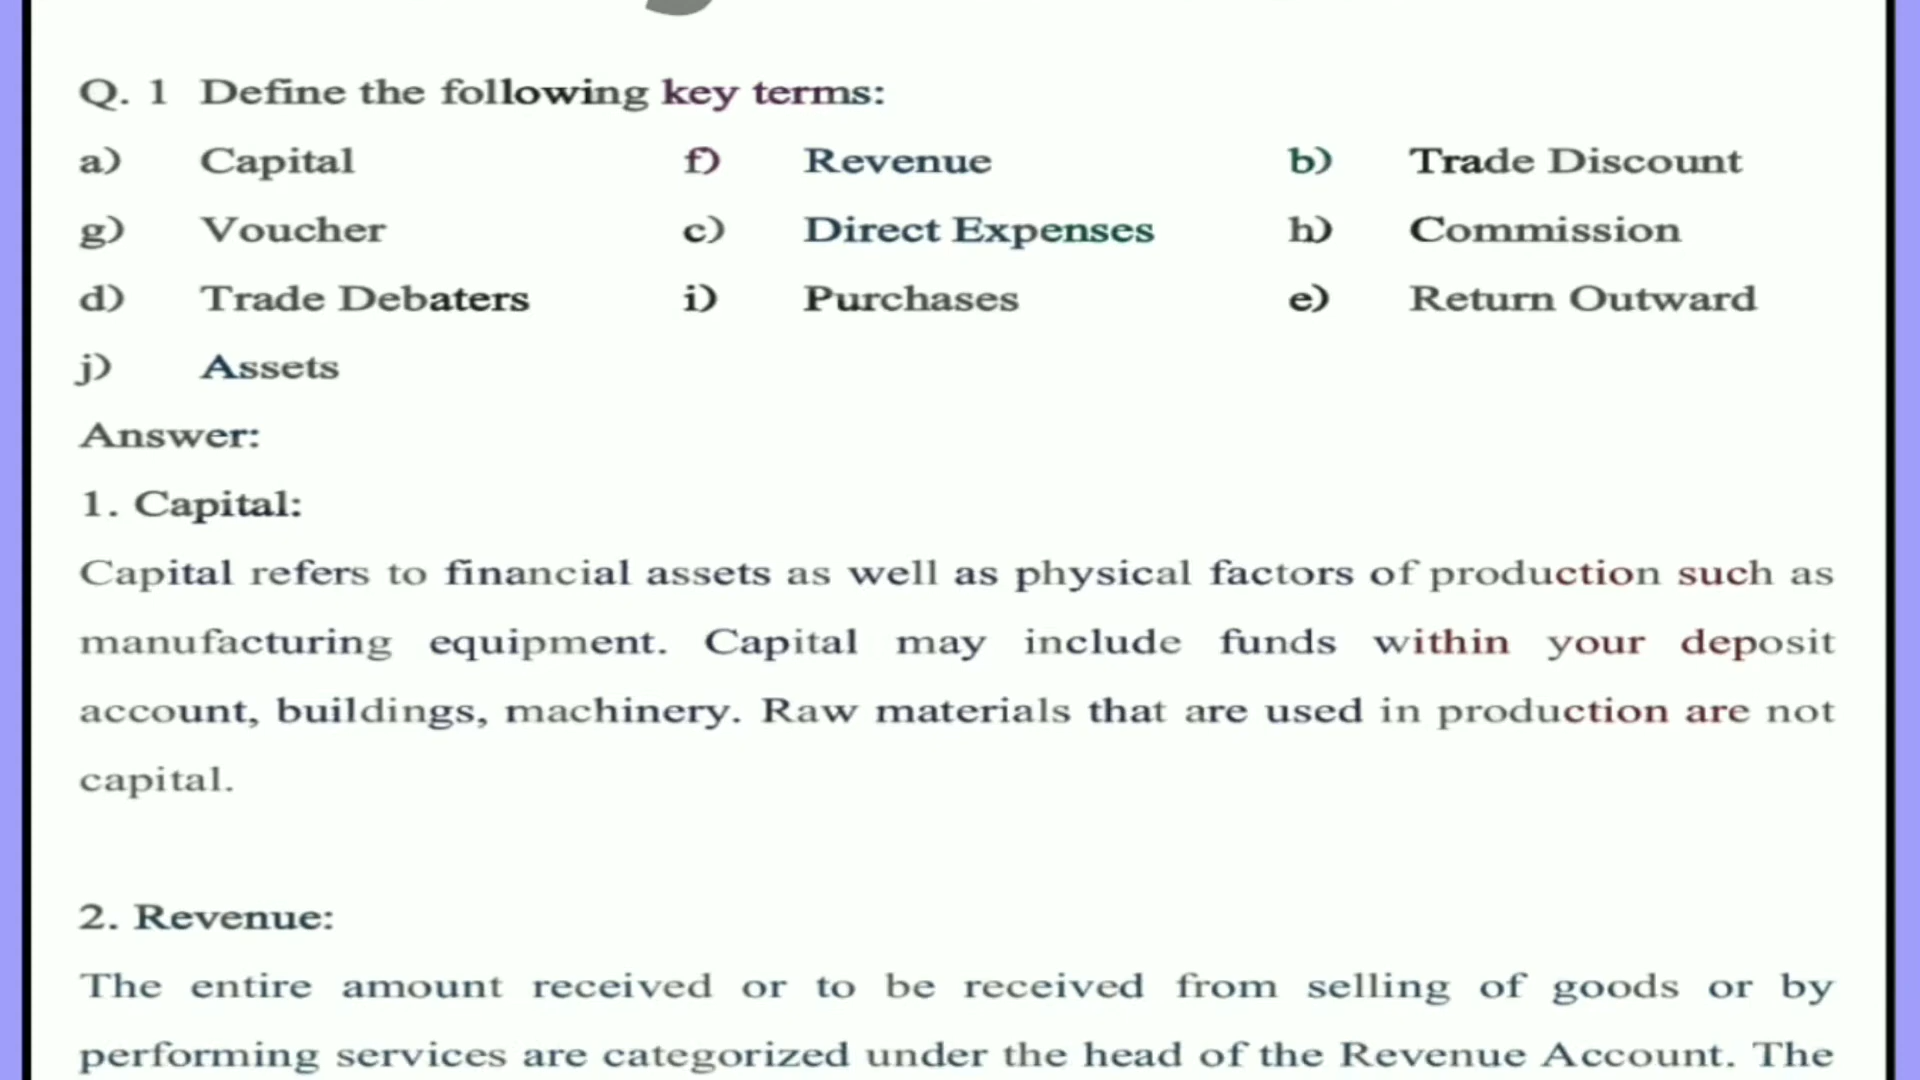 Q. 1 Define the following key terms:
a) Capital f) Revenue b) Trade Discount
g) Voucher c) Direct Expenses h) Commission
d) Trade Debaters i) Purchases e) Return Outward
j) Assets
Answer:
1. Capital:
Capital refers to financial assets as well as physical factors of production such as
manufacturing equipment. Capital may include funds within your deposit
account, buildings, machinery. Raw materials that are used in production are not
capital.
2. Revenue:
The entire amount received or to be received from selling of goods or by
performing services are categorized under the head of the Revenue Account. The